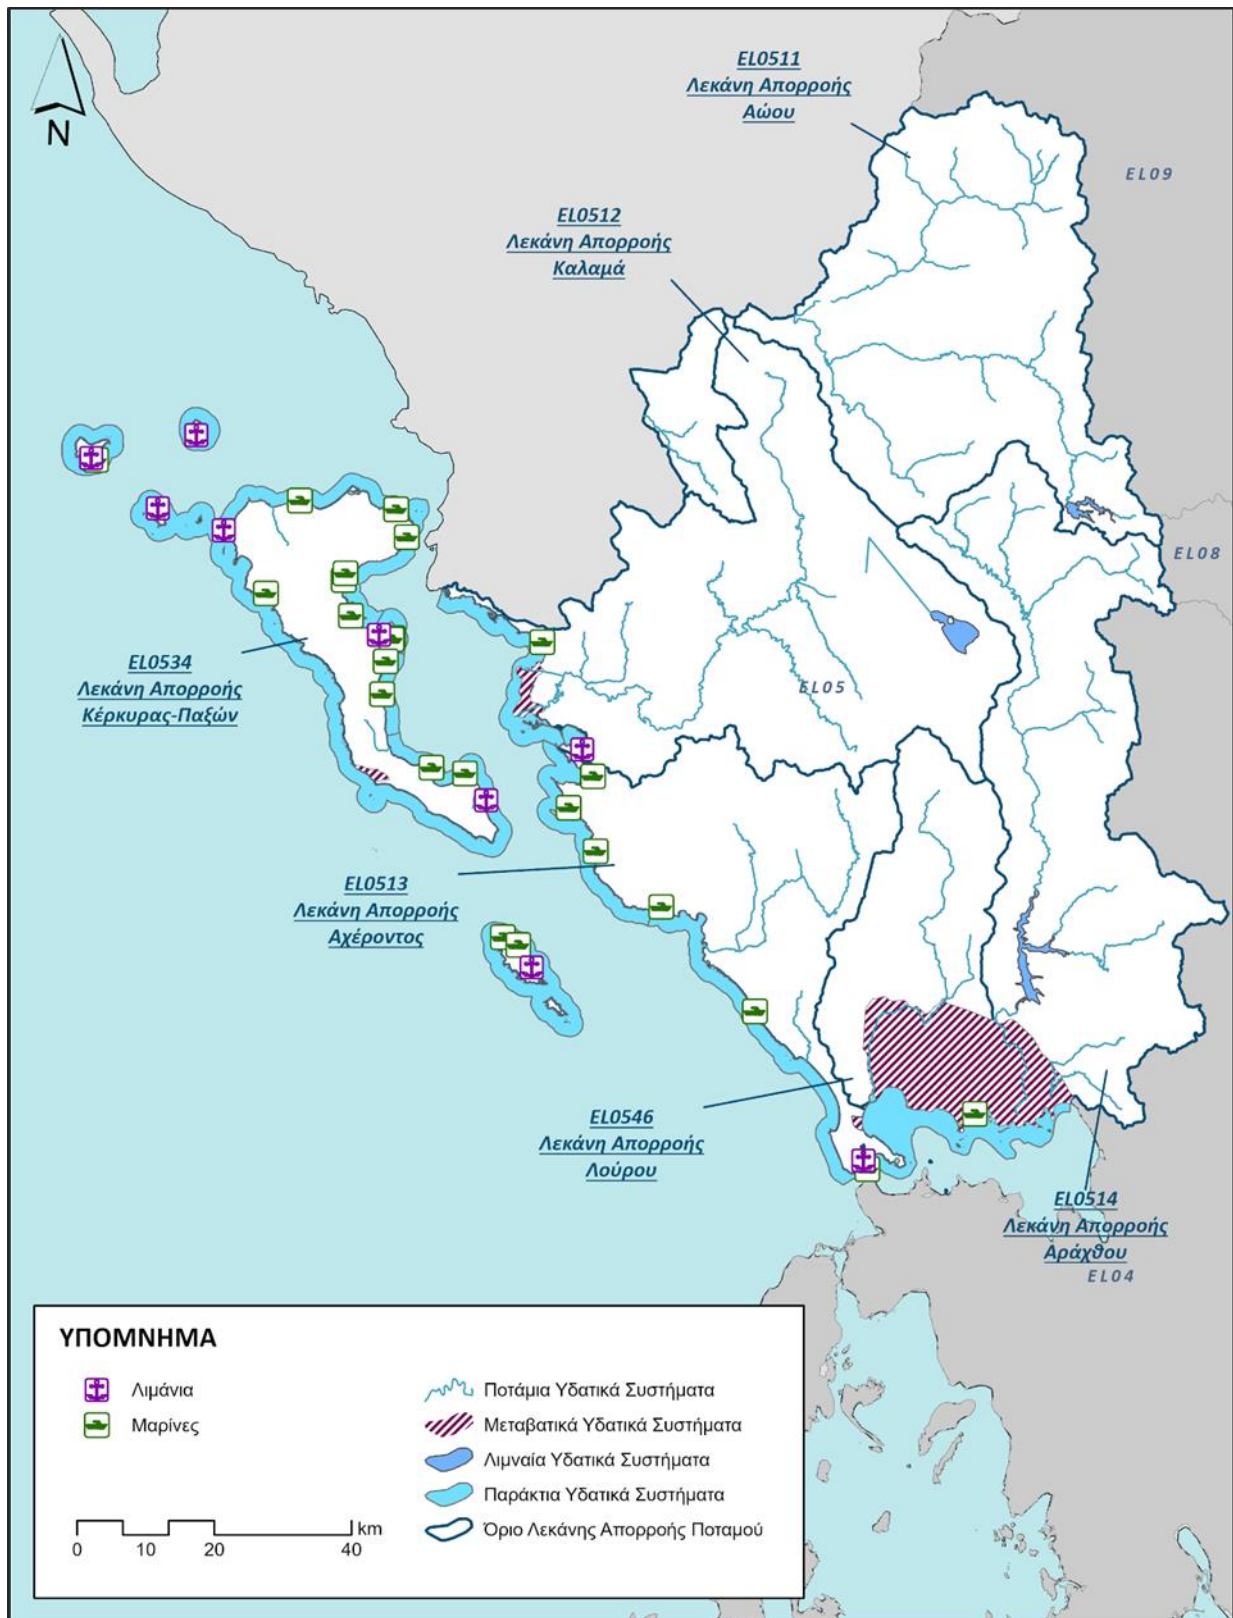 N
EL0511
Λεκάνη Απορροής
Αώου
EL09
EL0512
Λεκάνη Απορροής
Καλαμά
EL08
EL0534
Λεκάνη Απορροής
Κέρκυρας-Παξών
EL05
EL0513
Λεκάνη Απορροής
Αχέροντος
EL0546
Λεκάνη Απορροής
Λούρου
EL0514
Λεκάνη Απορροής
Αράχθου
EL04
ΥΠΟΜΝΗΜΑ
Λιμάνια
Μαρίνες
Ποτάμια Υδατικά Συστήματα
Μεταβατικά Υδατικά Συστήματα
Λιμναία Υδατικά Συστήματα
Παράκτια Υδατικά Συστήματα
Όριο Λεκάνης Απορροής Ποταμού
km
0 10 20 40